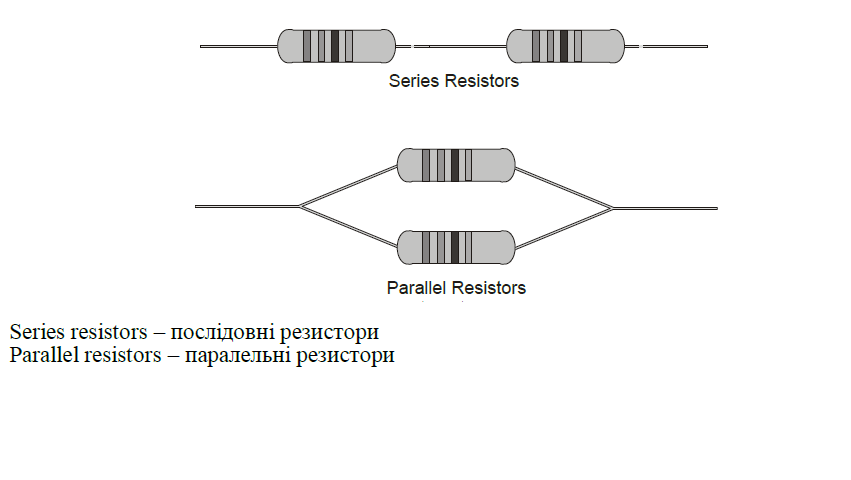 Series Resistors
Parallel Resistors
Series resistors – послідовні резистори
Parallel resistors – паралельні резистори